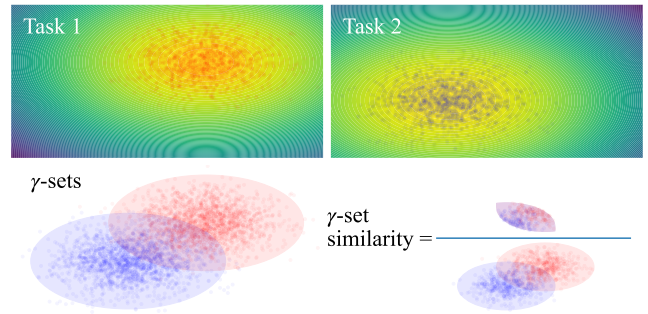 Task 1
Task 2
γ-sets
γ-set
similarity =